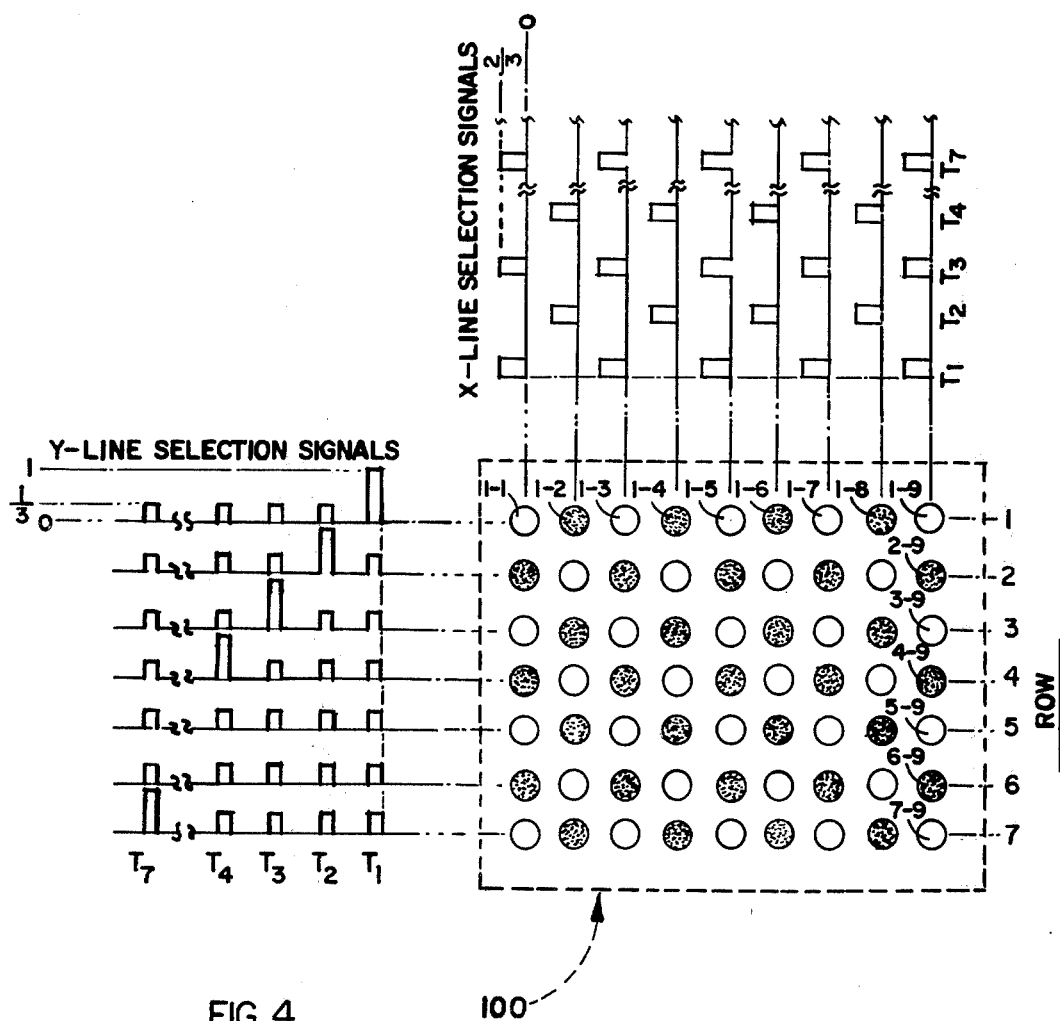 X-LINE SELECTION SIGNALS
2/3
0
T7
T4
T3
T2
T1
Y-LINE SELECTION SIGNALS
1
1/3
0
1-1 1-2 1-3 1-4 1-5 1-6 1-7 1-8 1-9
1
2-9
2
3-9
3
4-9
4
5-9
5
6-9
6
7-9
7
ROW
T7 T4 T3 T2 T1
100
FIG. 4